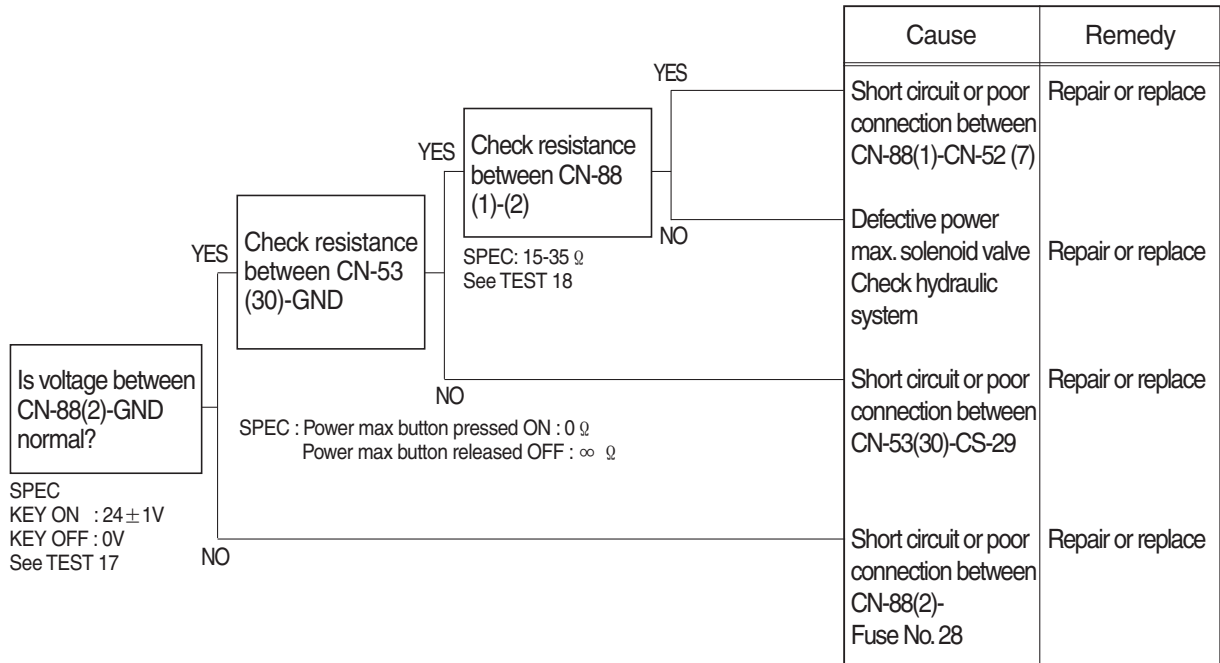 Cause
Remedy
YES
Short circuit or poor
connection between
CN-88(1)-CN-52 (7)
Repair or replace
YES
Check resistance
between CN-88
(1)-(2)
NO
SPEC: 15-35 Ω
See TEST 18
Defective power
max. solenoid valve
Check hydraulic
system
Repair or replace
YES
Check resistance
between CN-53
(30)-GND
NO
SPEC : Power max button pressed ON : 0 Ω
Power max button released OFF : ∞ Ω
Short circuit or poor
connection between
CN-53(30)-CS-29
Repair or replace
Is voltage between
CN-88(2)-GND
normal?
SPEC
KEY ON : 24±1V
KEY OFF : 0V
See TEST 17
NO
Short circuit or poor
connection between
CN-88(2)-
Fuse No. 28
Repair or replace